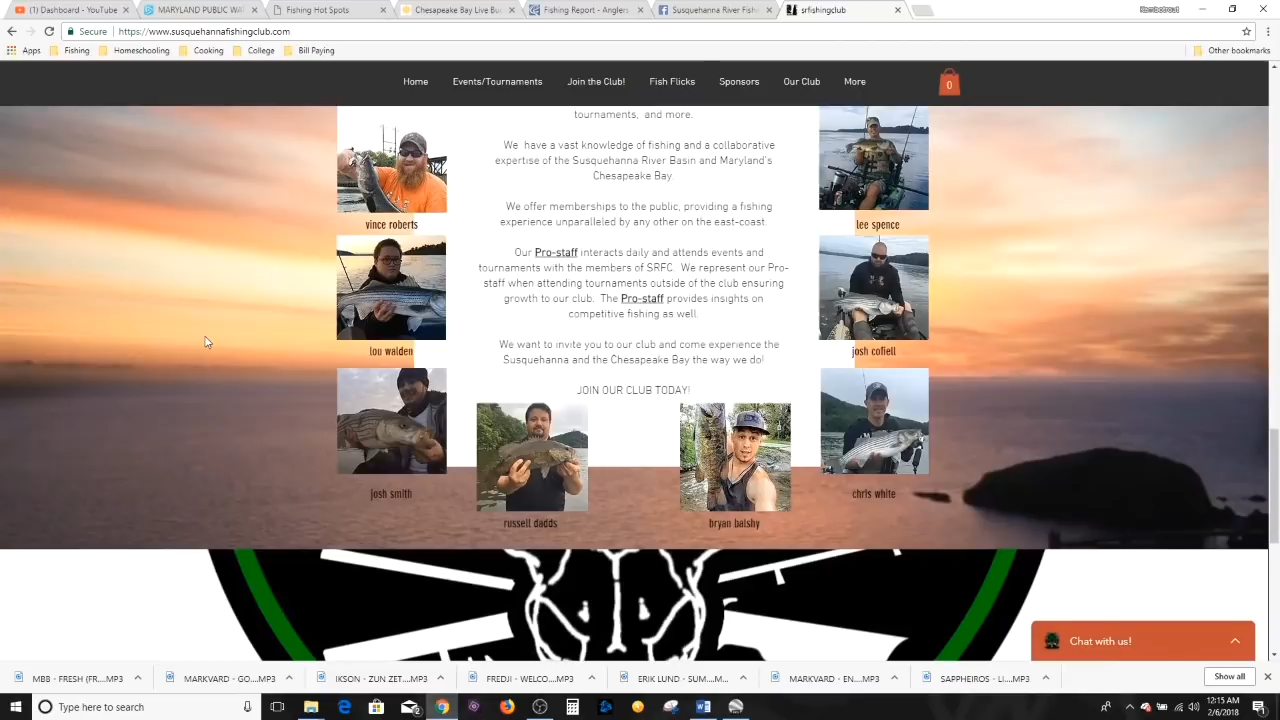 (1) Dashboard - YouTub
MARYLAND PUBLIC WA
Fishing Hot Spots
Chesapeake Bay Live Bu
Fishing Report - Anglers
Susquehanna River Fish
srfishingclub
Secure https://www.susquehannafishingclub.com
Apps Fishing Homeschooling Cooking College Bill Paying Other bookmarks
Home Events/Tournaments Join the Club! Fish Flicks Sponsors Our Club More 0
tournaments, and more.
We have a vast knowledge of fishing and a collaborative
expertise of the Susquehanna River Basin and Maryland's
Chesapeake Bay.
We offer memberships to the public, providing a fishing
experience unparalleled by any other on the east-coast.
vince roberts
lee spence
Our Pro-staff interacts daily and attends events and
tournaments with the members of SRFC. We represent our Pro-
staff when attending tournaments outside of the club ensuring
growth to our club. The Pro-staff provides insights on
competitive fishing as well.
We want to invite you to our club and come experience the
Susquehanna and the Chesapeake Bay the way we do!
lou walden
josh cofiell
JOIN OUR CLUB TODAY!
josh smith
chris white
russell dadds
bryan balshy
Chat with us!
MBB - FRESH (FR....MP3
MARKVARD - GO....MP3
IKSON - ZUN ZET....MP3
FREDJI - WELCO....MP3
ERIK LUND - SUM....M...
MARKVARD - EN....MP3
SAPPHEIROS - LI....MP3
Show all
Type here to search
12:15 AM
2/6/2018